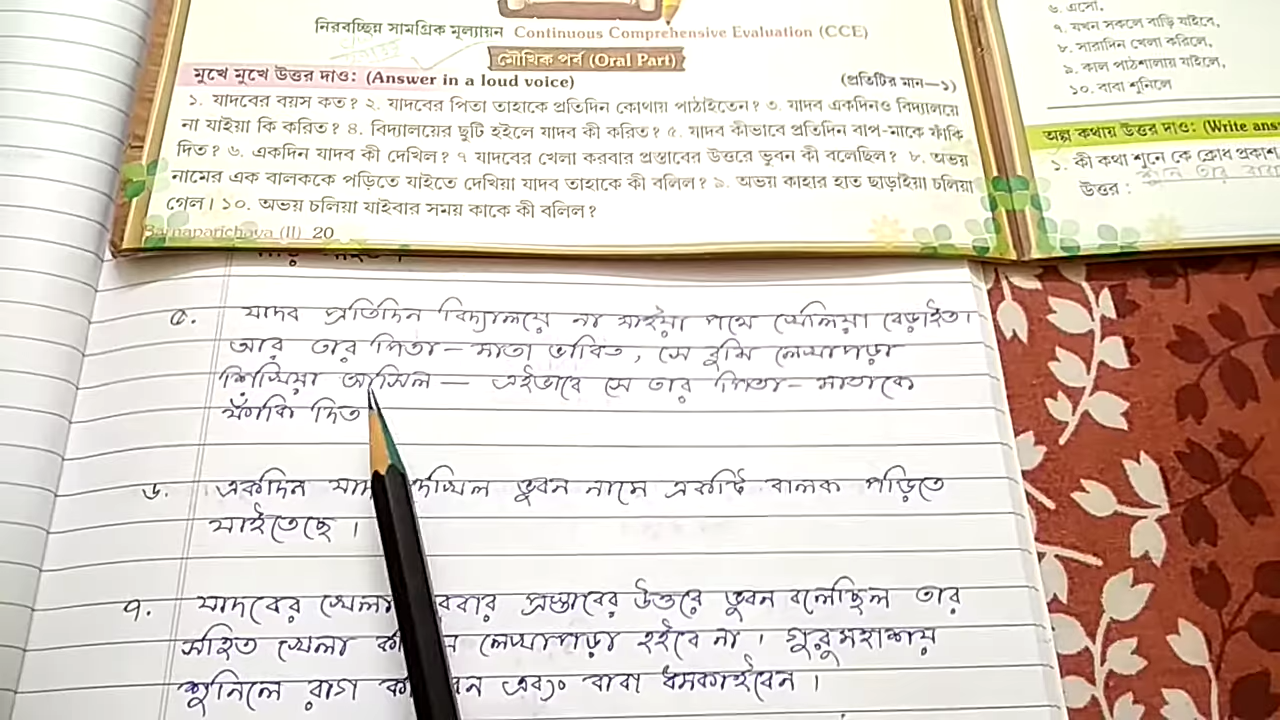 নিরবচ্ছিন্ন সামগ্রিক মূল্যায়ন Continuous Comprehensive Evaluation (CCE)
মৌখিক পর্ব (Oral Part)
মুখে মুখে উত্তর দাও: (Answer in a loud voice) (প্রতিটির মান—১)
১. যাদবের বয়স কত? ২. যাদবের পিতা তাহাকে প্রতিদিন কোথায় পাঠাইতেন? ৩. যাদব একদিনও বিদ্যালয়ে
না যাইয়া কি করিত? ৪. বিদ্যালয়ের ছুটি হইলে যাদব কী করিত? ৫. যাদব কীভাবে প্রতিদিন বাপ-মাকে ফাঁকি
দিত? ৬. একদিন যাদব কী দেখিল? ৭ যাদবের খেলা করবার প্রস্তাবের উত্তরে ভুবন কী বলেছিল? ৮. অভয়
নামের এক বালককে পড়িতে যাইতে দেখিয়া যাদব তাহাকে কী বলিল? ৯. অভয় কাহার হাত ছাড়াইয়া চলিয়া
গেল। ১০. অভয় চলিয়া যাইবার সময় কাকে কী বলিল?
Barnaparichaya (II) 20
৬. এসো,
৭. যখন সকলে বাড়ি যাইবে,
৮. সারাদিন খেলা করিলে,
৯. কাল পাঠশালায় যাইলে,
১০. বাবা শুনিলে
অল্প কথায় উত্তর দাও: (Write ans
১. কী কথা শুনে কে ক্রোধ প্রকাশ
উত্তর :
৫. যাদব প্রতিদিন বিদ্যালয়ে না যাইয়া পথে খেলিয়া বেড়াইত।
আর তার পিতা – মাতা ভাবিত, সে বুঝি লেখাপড়া
শিখিয়া আসিল — এইভাবে সে তার পিতা – মাতাকে
ফাঁকি দিত
৬. একদিন দেখিল ভুবন নামে একটি বালক পড়িতে
যাইতেছে।
৭. যাদবের খেলা প্রস্তাবের উত্তরে ভুবন বলেছিল তার
সহিত খেলা লেখাপড়া হইবে না। গুরুমহাশয়
শুনিলে রাগ এবং বাবা ধমকাইবেন।